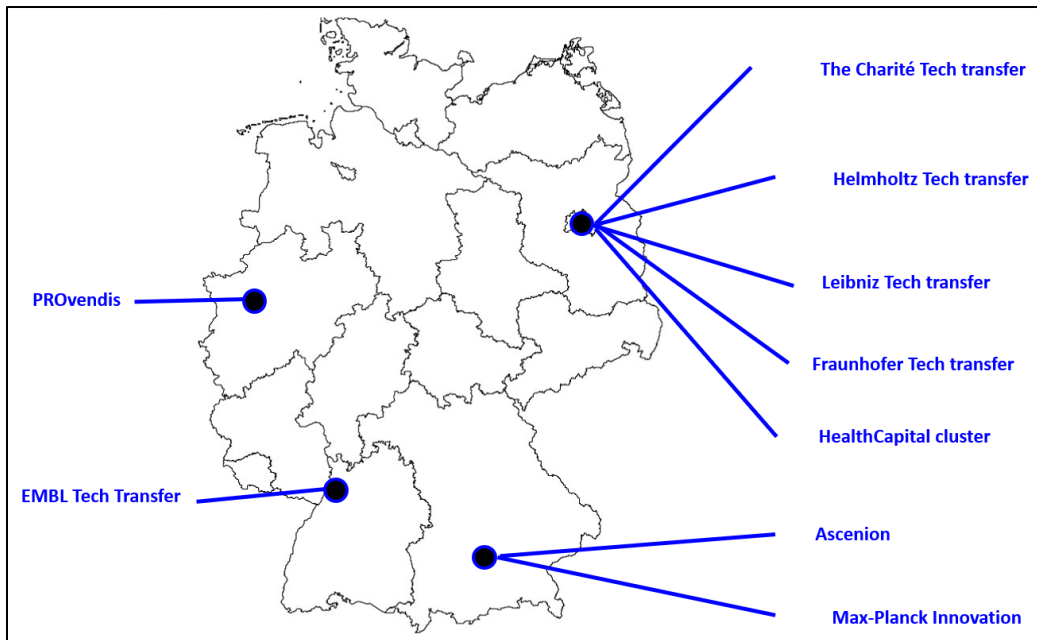 The Charité Tech transfer
Helmholtz Tech transfer
Leibniz Tech transfer
PROvendis
Fraunhofer Tech transfer
HealthCapital cluster
EMBL Tech Transfer
Ascenion
Max-Planck Innovation